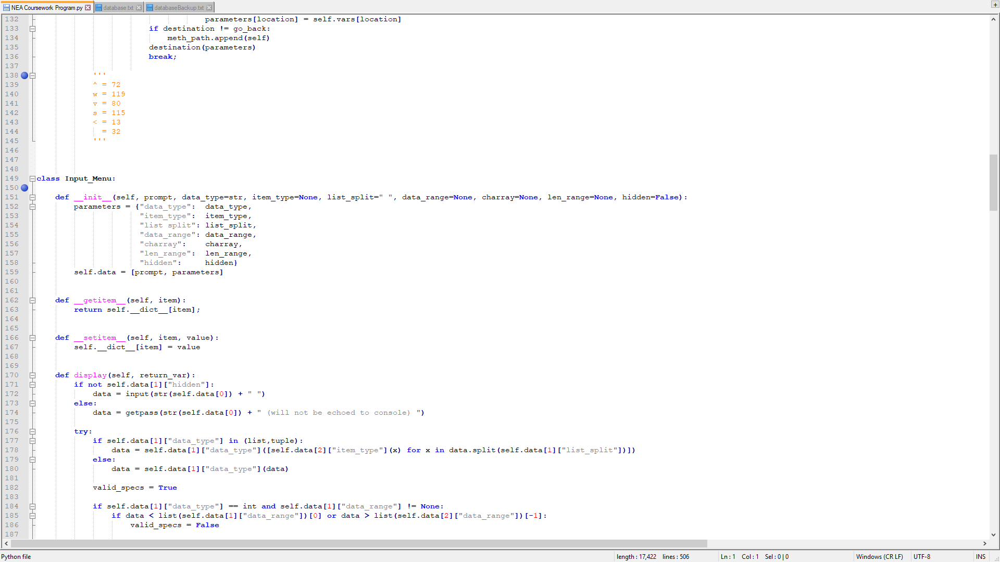 NEA Coursework Program.py database.txt databaseBackup.txt
132 parameters[location] = self.vars[location]
133 if destination != go_back:
134 meth_path.append(self)
135 destination(parameters)
136 break;
137
138 '''
139 ^ = 72
140 w = 119
141 v = 80
142 s = 115
143 < = 13
144 = 32
145 '''
146
147
148
149 class Input_Menu:
150
151 def __init__(self, prompt, data_type=str, item_type=None, list_split=" ", data_range=None, charray=None, len_range=None, hidden=False):
152 parameters = {"data_type": data_type,
153 "item_type": item_type,
154 "list split": list_split,
155 "data_range": data_range,
156 "charray": charray,
157 "len_range": len_range,
158 "hidden": hidden}
159 self.data = [prompt, parameters]
160
161
162 def __getitem__(self, item):
163 return self.__dict__[item];
164
165
166 def __setitem__(self, item, value):
167 self.__dict__[item] = value
168
169
170 def display(self, return_var):
171 if not self.data[1]["hidden"]:
172 data = input(str(self.data[0]) + " ")
173 else:
174 data = getpass(str(self.data[0]) + " (will not be echoed to console) ")
175
176 try:
177 if self.data[1]["data_type"] in (list,tuple):
178 data = self.data[1]["data_type"]([self.data[2]["item_type"](x) for x in data.split(self.data[1]["list_split"])])
179 else:
180 data = self.data[1]["data_type"](data)
181
182 valid_specs = True
183
184 if self.data[1]["data_type"] == int and self.data[1]["data_range"] != None:
185 if data < list(self.data[1]["data_range"])[0] or data > list(self.data[2]["data_range"])[-1]:
186 valid_specs = False
187
Python file length : 17,422 lines : 506 Ln : 1 Col : 1 Sel : 0 | 0 Windows (CR LF) UTF-8 INS